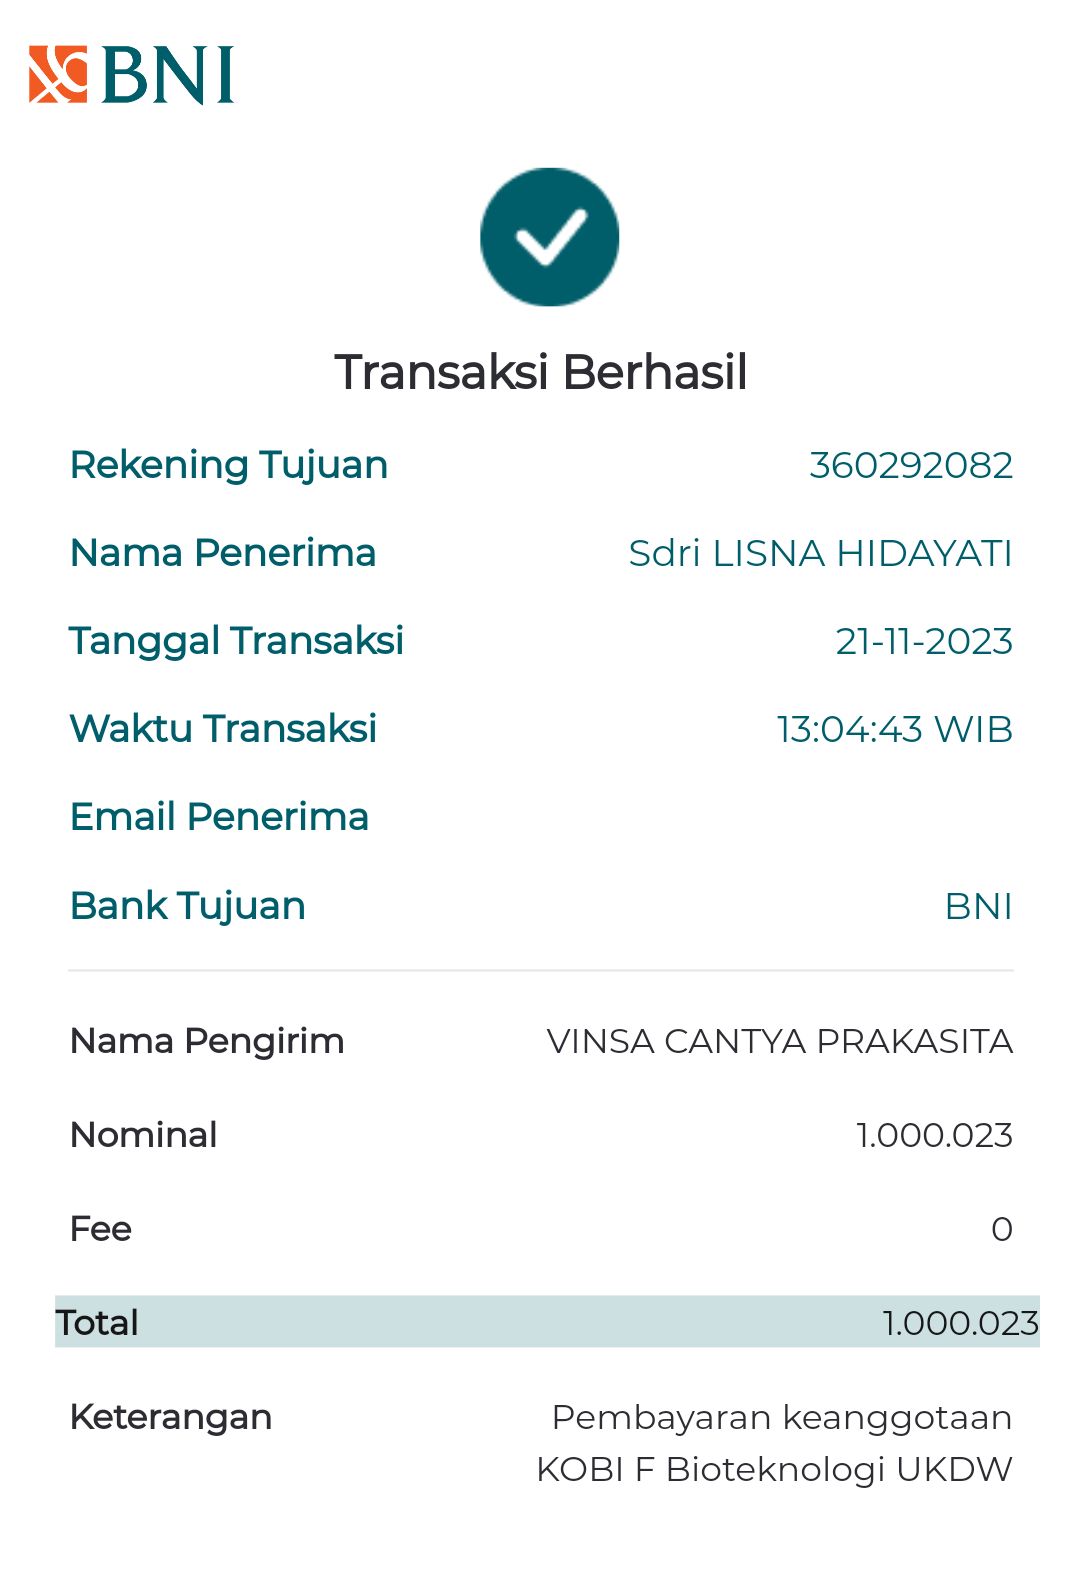 BNI
Transaksi Berhasil
Rekening Tujuan 360292082
Nama Penerima Sdri LISNA HIDAYATI
Tanggal Transaksi 21-11-2023
Waktu Transaksi 13:04:43 WIB
Email Penerima
Bank Tujuan BNI
Nama Pengirim VINSA CANTYA PRAKASITA
Nominal 1.000.023
Fee 0
Total 1.000.023
Keterangan Pembayaran keanggotaan
KOBI F Bioteknologi UKDW